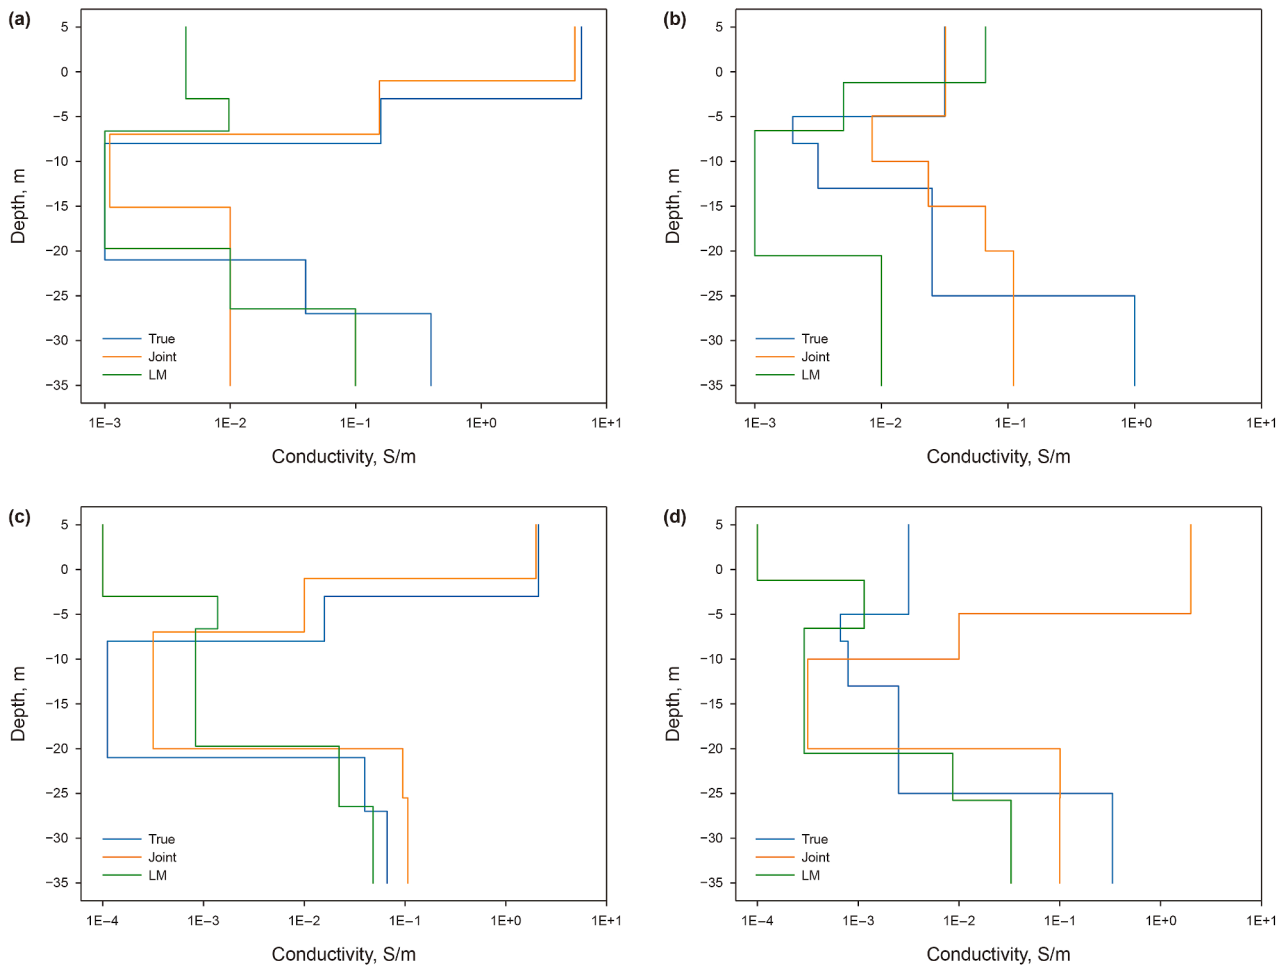 (a)
5
0
−5
−10
−15
−20
−25
−30
−35
Depth, m
True
Joint
LM
1E−3 1E−2 1E−1 1E+0 1E+1
Conductivity, S/m
(b)
5
0
−5
−10
−15
−20
−25
−30
−35
Depth, m
True
Joint
LM
1E−3 1E−2 1E−1 1E+0 1E+1
Conductivity, S/m
(c)
5
0
−5
−10
−15
−20
−25
−30
−35
Depth, m
True
Joint
LM
1E−4 1E−3 1E−2 1E−1 1E+0 1E+1
Conductivity, S/m
(d)
5
0
−5
−10
−15
−20
−25
−30
−35
Depth, m
True
Joint
LM
1E−4 1E−3 1E−2 1E−1 1E+0 1E+1
Conductivity, S/m